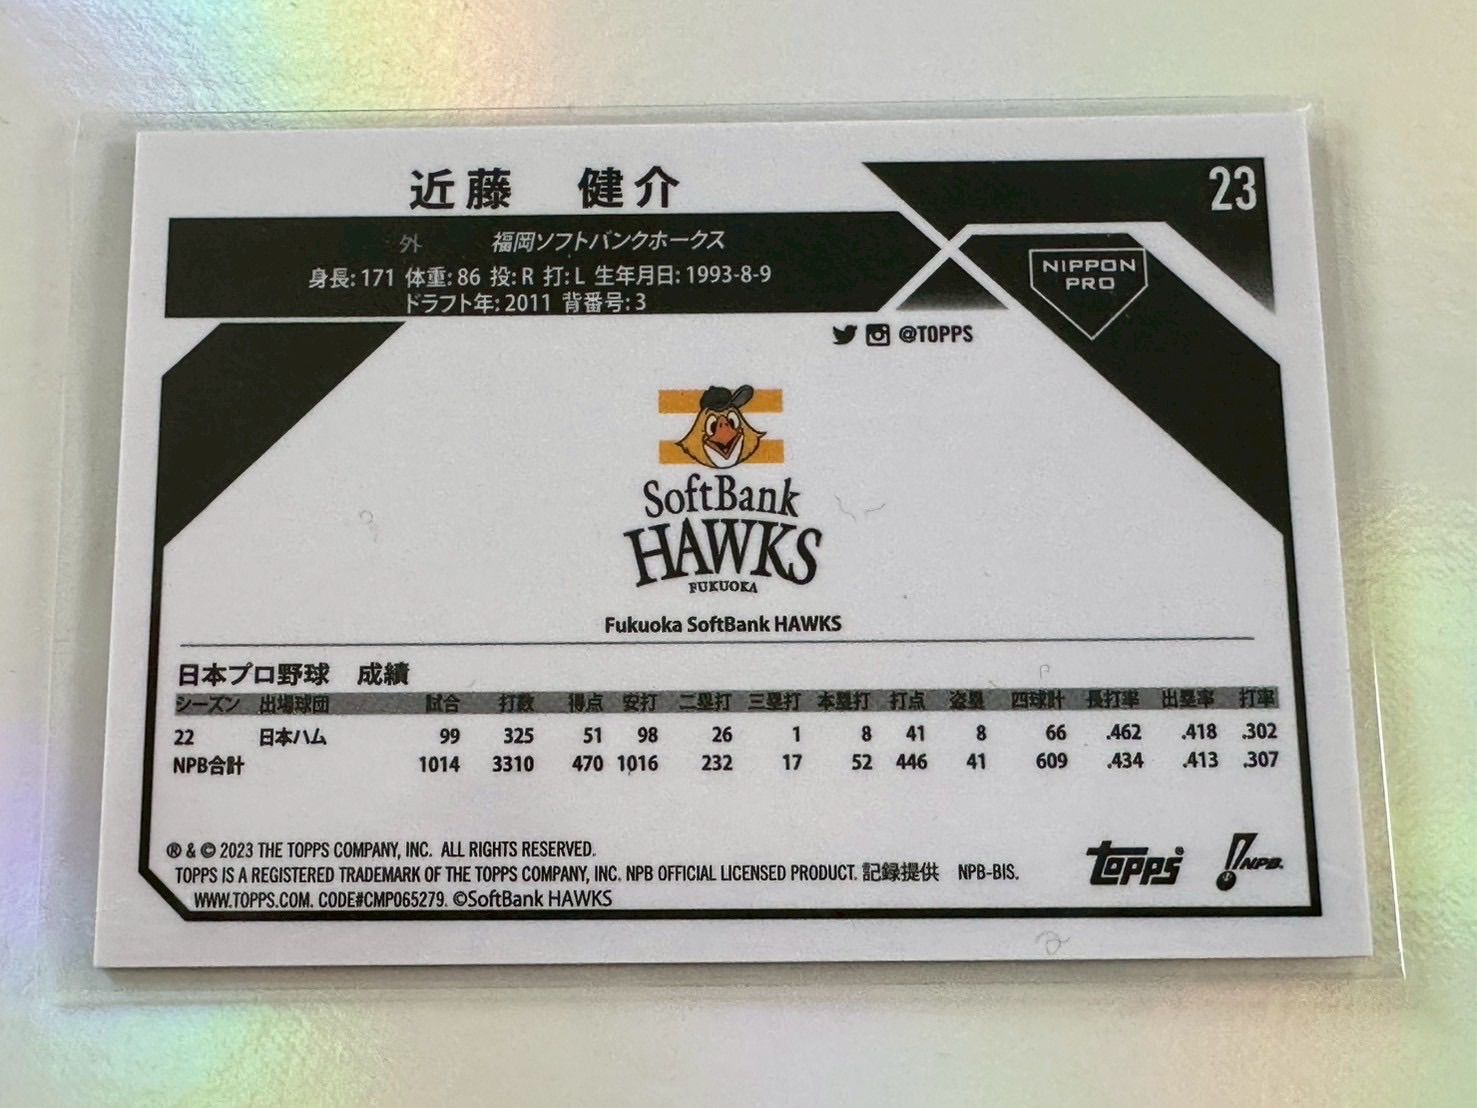 近藤 健介
23
外 福岡ソフトバンクホークス
身長: 171 体重: 86 投: R 打: L 生年月日: 1993-8-9
ドラフト年: 2011 背番号: 3
NIPPON
PRO
@TOPPS
SoftBank
HAWKS
FUKUOKA
Fukuoka SoftBank HAWKS
日本プロ野球 成績
シーズン 出場球団 試合 打数 得点 安打 二塁打 三塁打 本塁打 打点 盗塁 四球計 長打率 出塁率 打率
22 日本ハム 99 325 51 98 26 1 8 41 8 66 .462 .418 .302
NPB合計 1014 3310 470 1016 232 17 52 446 41 609 .434 .413 .307
® & © 2023 THE TOPPS COMPANY, INC. ALL RIGHTS RESERVED.
TOPPS IS A REGISTERED TRADEMARK OF THE TOPPS COMPANY, INC. NPB OFFICIAL LICENSED PRODUCT. 記録提供 NPB-BIS.
WWW.TOPPS.COM. CODE#CMP065279. ©SoftBank HAWKS
topps®
NPB.